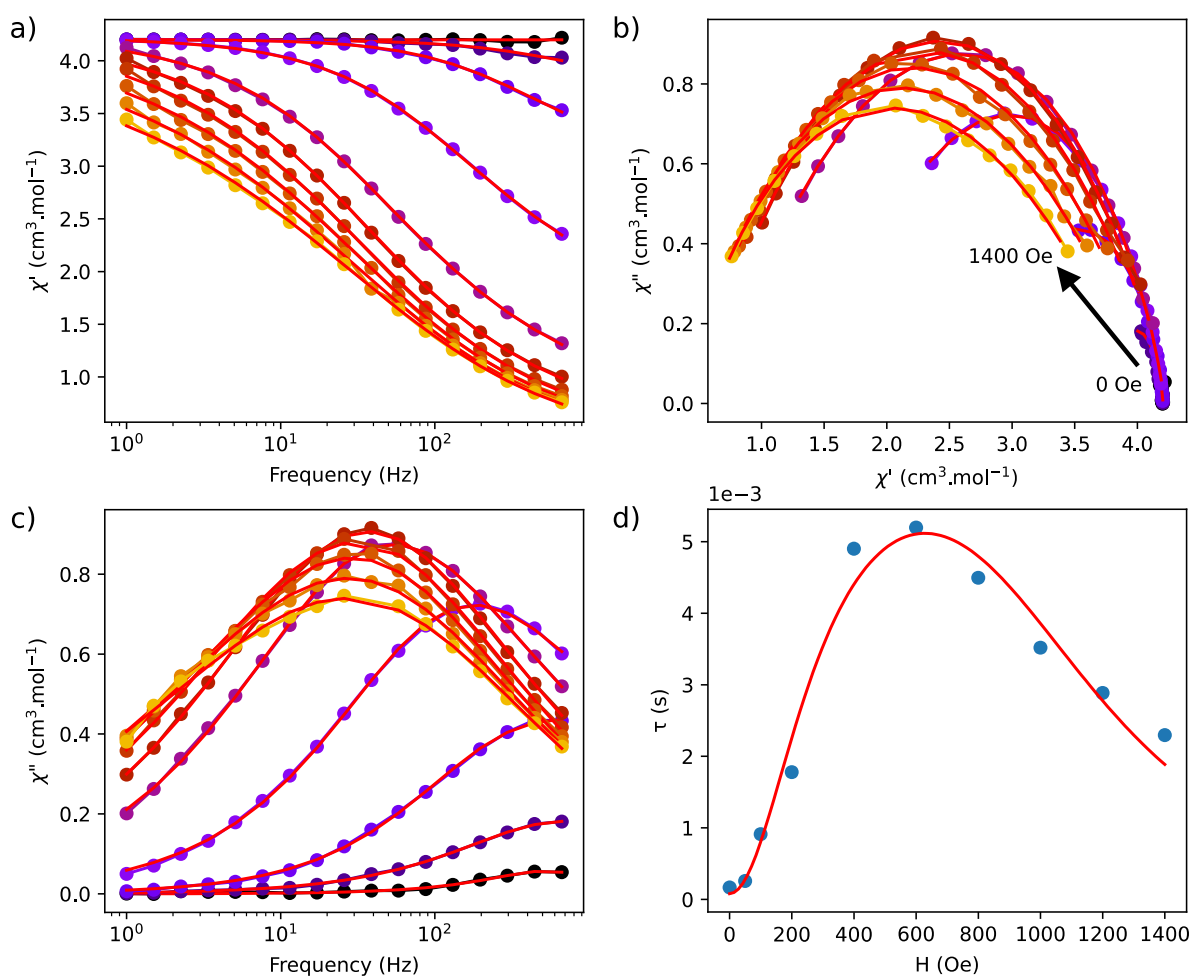 a)
χ' (cm³.mol⁻¹)
4.0
3.5
3.0
2.5
2.0
1.5
1.0
10⁰ 10¹ 10²
Frequency (Hz)
b)
χ" (cm³.mol⁻¹)
0.8
0.6
0.4
0.2
0.0
1400 Oe
0 Oe
1.0 1.5 2.0 2.5 3.0 3.5 4.0
χ' (cm³.mol⁻¹)
c)
χ" (cm³.mol⁻¹)
0.8
0.6
0.4
0.2
0.0
10⁰ 10¹ 10²
Frequency (Hz)
d)
1e−3
τ (s)
5
4
3
2
1
0
0 200 400 600 800 1000 1200 1400
H (Oe)